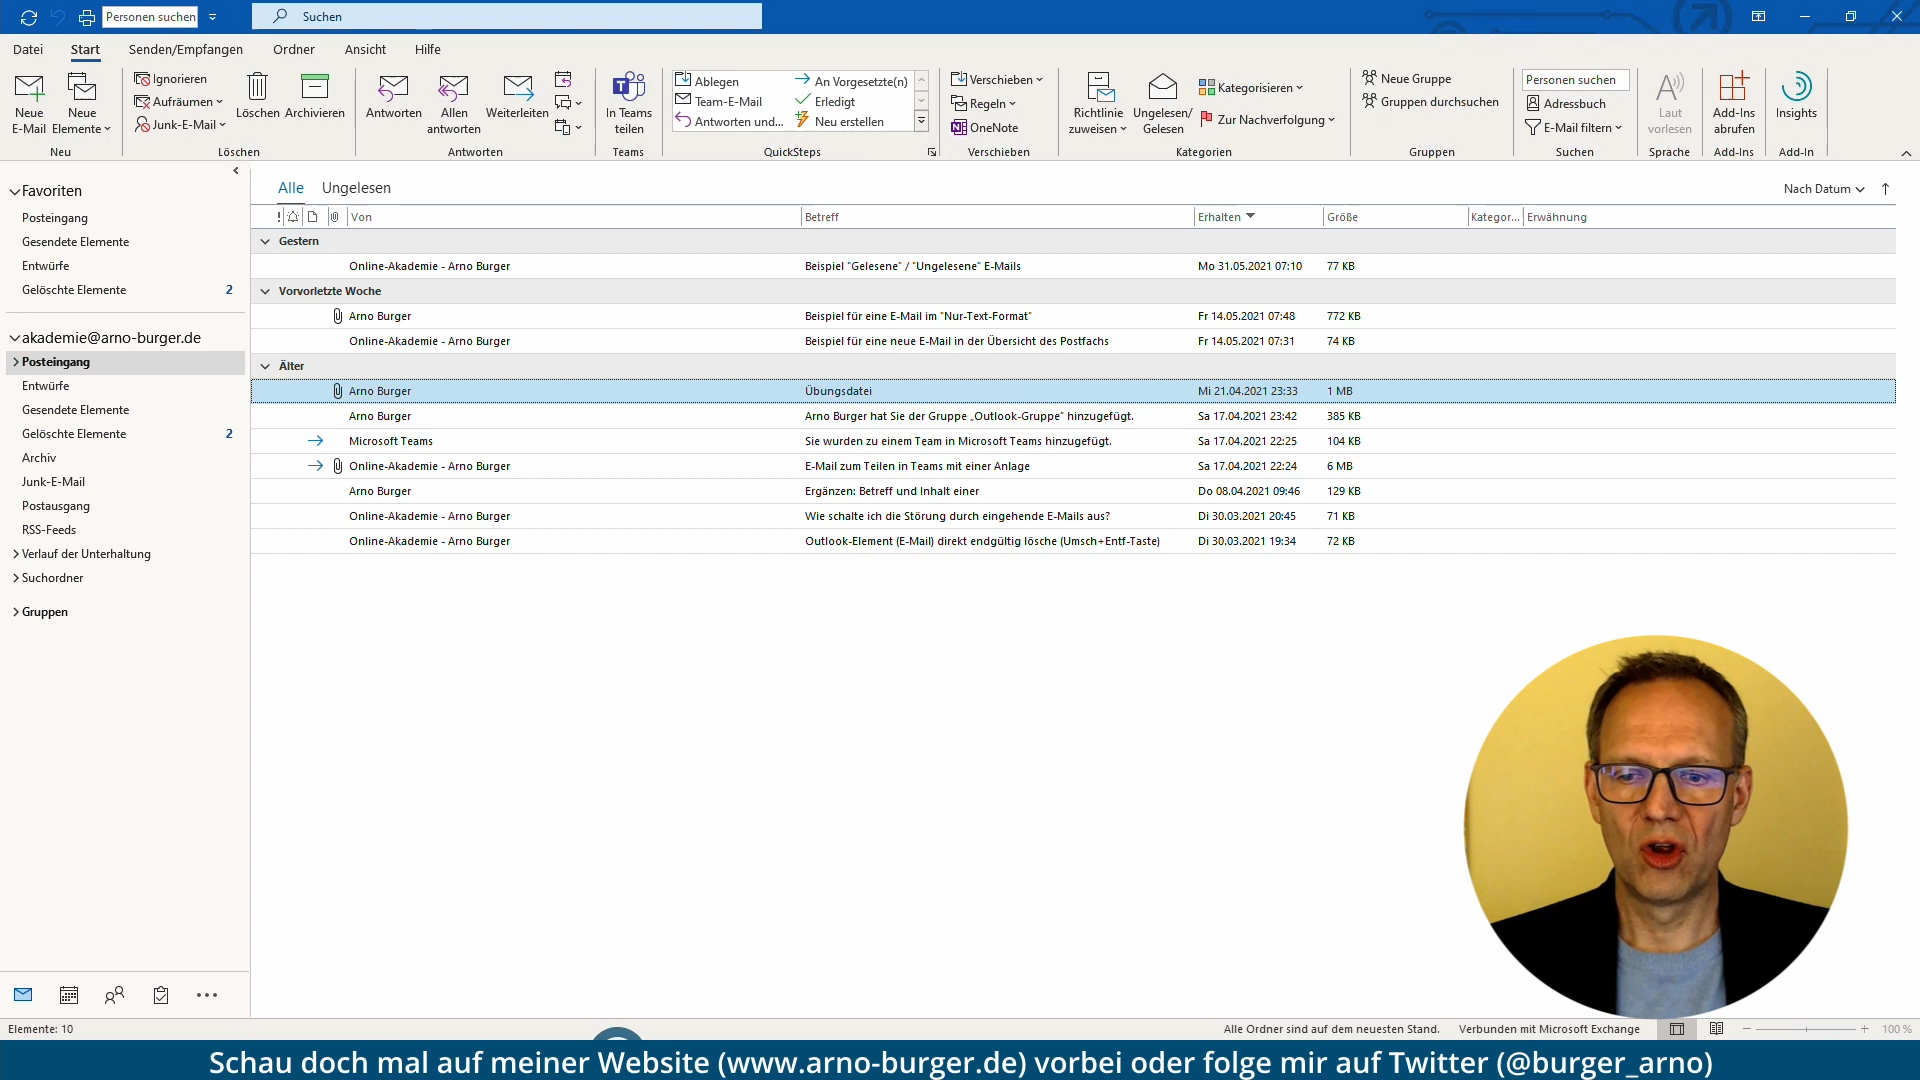 Personen suchen
Suchen
Datei Start Senden/Empfangen Ordner Ansicht Hilfe
Neue E-Mail
Neue Elemente
Neu
Ignorieren
Aufräumen
Junk-E-Mail
Löschen
Archivieren
Löschen
Antworten
Allen antworten
Weiterleiten
Antworten
In Teams teilen
Teams
Ablegen
Team-E-Mail
Antworten und...
An Vorgesetzte(n)
Erledigt
Neu erstellen
QuickSteps
Verschieben
Regeln
OneNote
Verschieben
Richtlinie zuweisen
Ungelesen/ Gelesen
Kategorisieren
Zur Nachverfolgung
Kategorien
Neue Gruppe
Gruppen durchsuchen
Gruppen
Personen suchen
Adressbuch
E-Mail filtern
Suchen
Laut vorlesen
Sprache
Add-Ins abrufen
Add-Ins
Insights
Add-In
Favoriten
Posteingang
Gesendete Elemente
Entwürfe
Gelöschte Elemente 2
akademie@arno-burger.de
Posteingang
Entwürfe
Gesendete Elemente
Gelöschte Elemente 2
Archiv
Junk-E-Mail
Postausgang
RSS-Feeds
Verlauf der Unterhaltung
Suchordner
Gruppen
Alle Ungelesen
Nach Datum
! Von Betreff Erhalten Größe Kategor... Erwähnung
Gestern
Online-Akademie - Arno Burger Beispiel "Gelesene" / "Ungelesene" E-Mails Mo 31.05.2021 07:10 77 KB
Vorvorletzte Woche
Arno Burger Beispiel für eine E-Mail im "Nur-Text-Format" Fr 14.05.2021 07:48 772 KB
Online-Akademie - Arno Burger Beispiel für eine neue E-Mail in der Übersicht des Postfachs Fr 14.05.2021 07:31 74 KB
Älter
Arno Burger Übungsdatei Mi 21.04.2021 23:33 1 MB
Arno Burger Arno Burger hat Sie der Gruppe „Outlook-Gruppe“ hinzugefügt. Sa 17.04.2021 23:42 385 KB
Microsoft Teams Sie wurden zu einem Team in Microsoft Teams hinzugefügt. Sa 17.04.2021 22:25 104 KB
Online-Akademie - Arno Burger E-Mail zum Teilen in Teams mit einer Anlage Sa 17.04.2021 22:24 6 MB
Arno Burger Ergänzen: Betreff und Inhalt einer Do 08.04.2021 09:46 129 KB
Online-Akademie - Arno Burger Wie schalte ich die Störung durch eingehende E-Mails aus? Di 30.03.2021 20:45 71 KB
Online-Akademie - Arno Burger Outlook-Element (E-Mail) direkt endgültig lösche (Umsch+Entf-Taste) Di 30.03.2021 19:34 72 KB
Elemente: 10
Alle Ordner sind auf dem neuesten Stand. Verbunden mit Microsoft Exchange 100 %
Schau doch mal auf meiner Website (www.arno-burger.de) vorbei oder folge mir auf Twitter (@burger_arno)